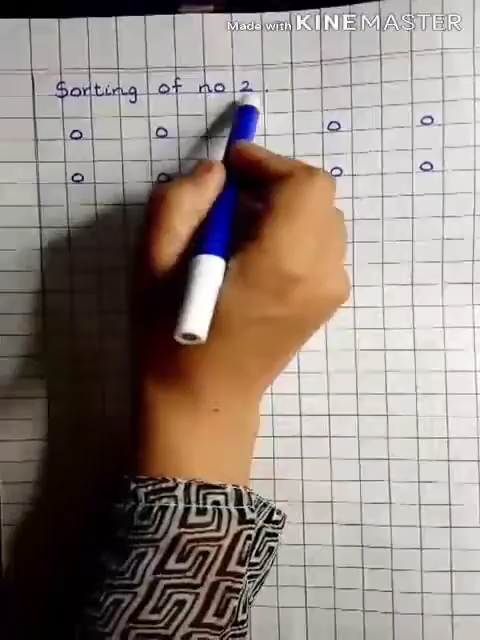 Made with KINEMASTER
Sorting of no 2.
o o o o
o o o